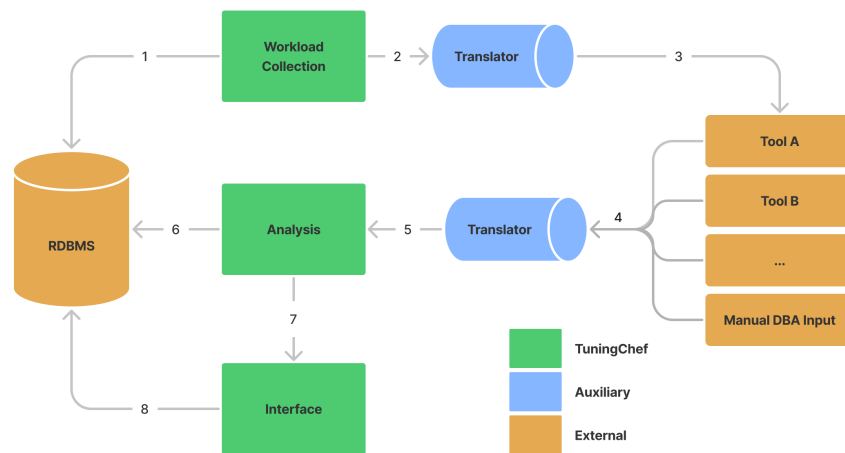 Workload
Collection
1
2
Translator
3
Tool A
Tool B
...
Manual DBA Input
4
Translator
5
Analysis
6
RDBMS
7
Interface
8
TuningChef
Auxiliary
External